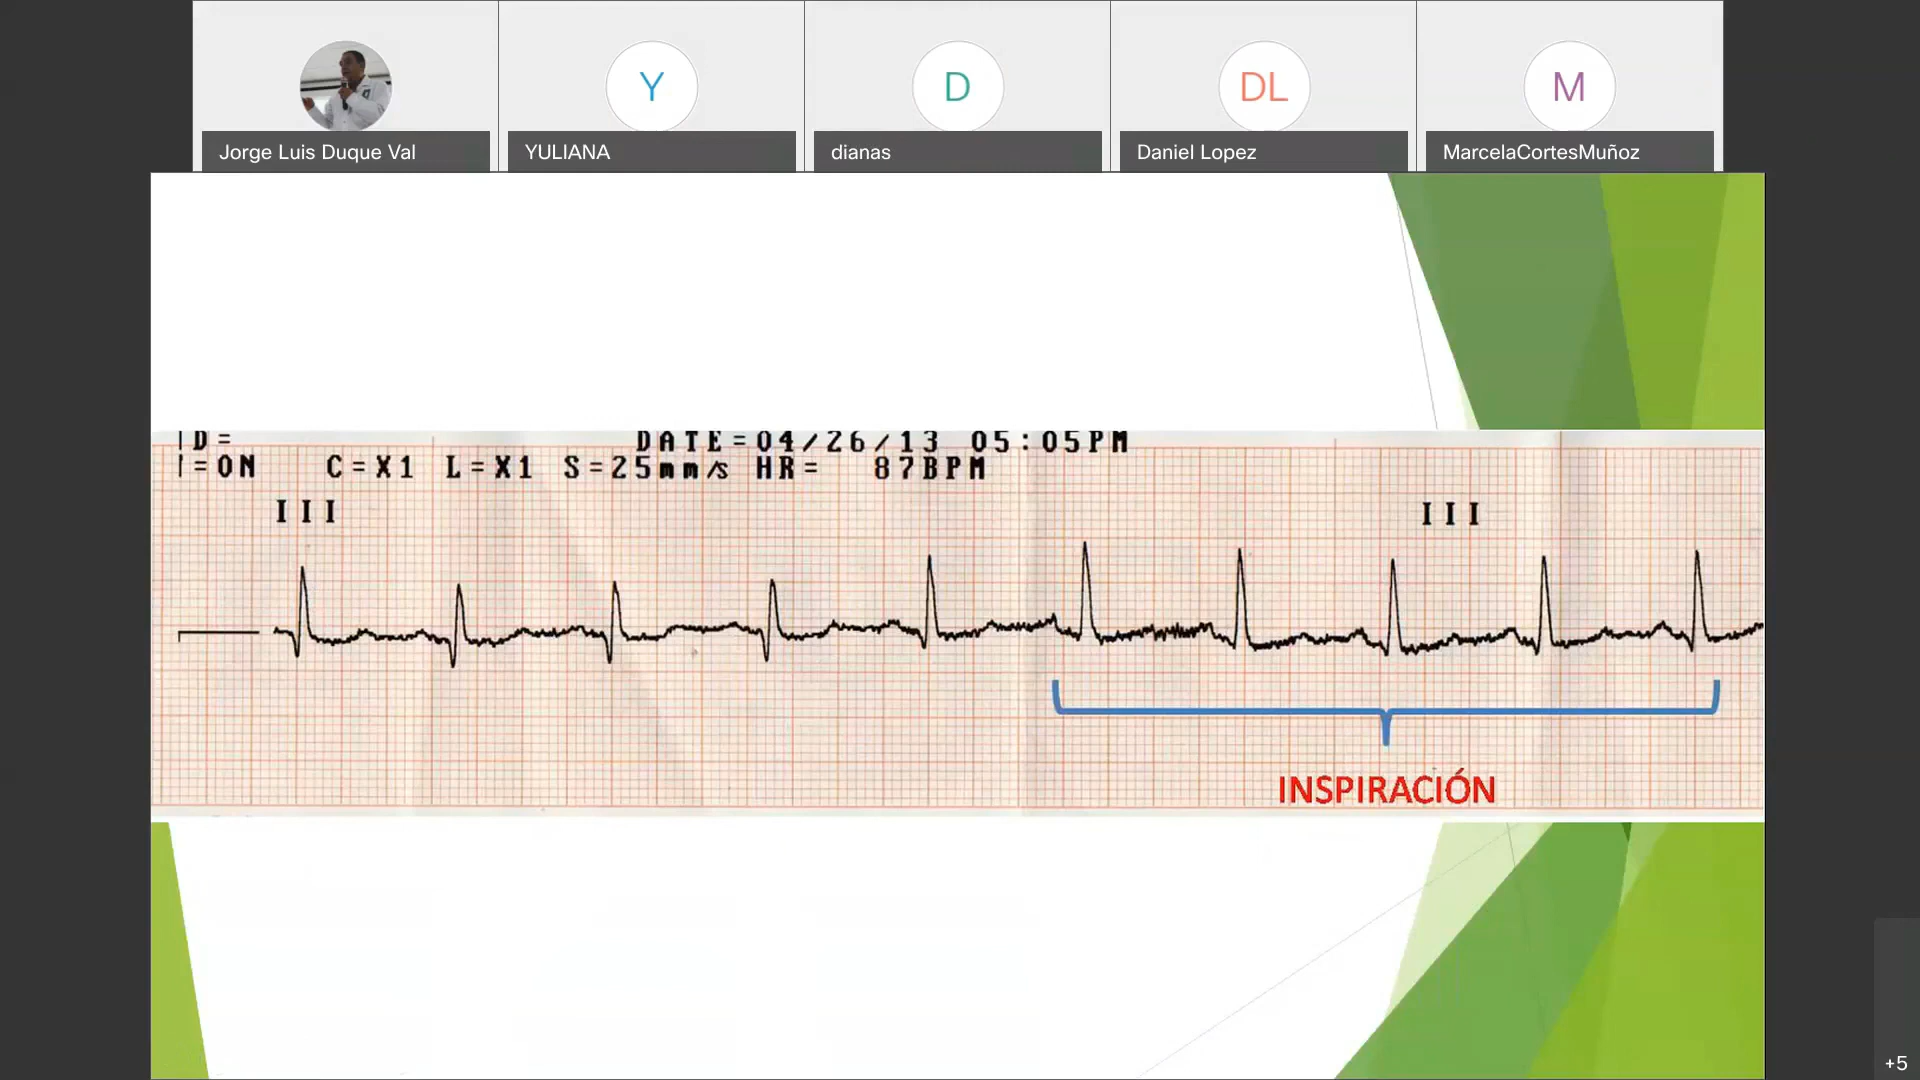 Y
D
DL
M
Jorge Luis Duque Val
YULIANA
dianas
Daniel Lopez
MarcelaCortesMuñoz
ID= DATE=04/26/13 05:05PM
I=ON C=X1 L=X1 S=25mm/s HR= 87BPM
III
III
INSPIRACIÓN
+5